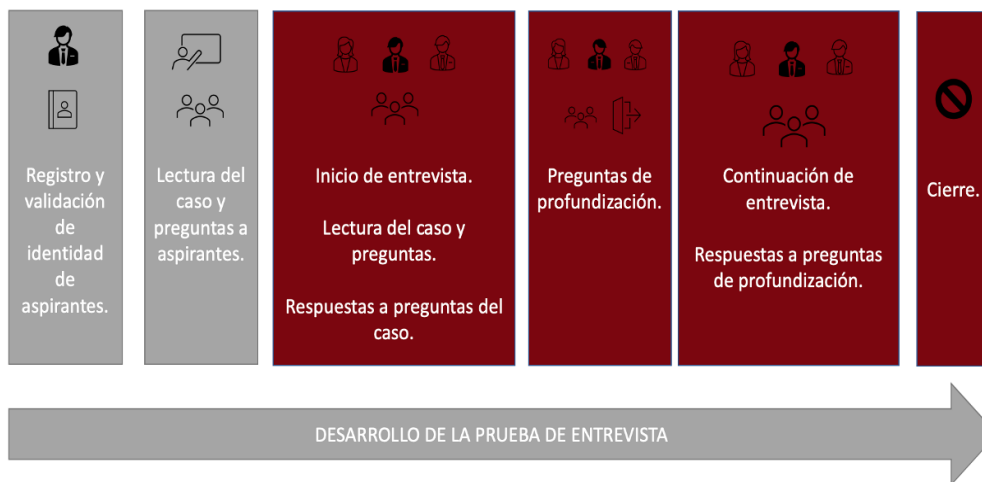 Registro y
validación
de
identidad
de
aspirantes.
Lectura del
caso y
preguntas a
aspirantes.
Inicio de entrevista.
Lectura del caso y
preguntas.
Respuestas a preguntas del
caso.
Preguntas de
profundización.
Continuación de
entrevista.
Respuestas a preguntas
de profundización.
Cierre.
DESARROLLO DE LA PRUEBA DE ENTREVISTA